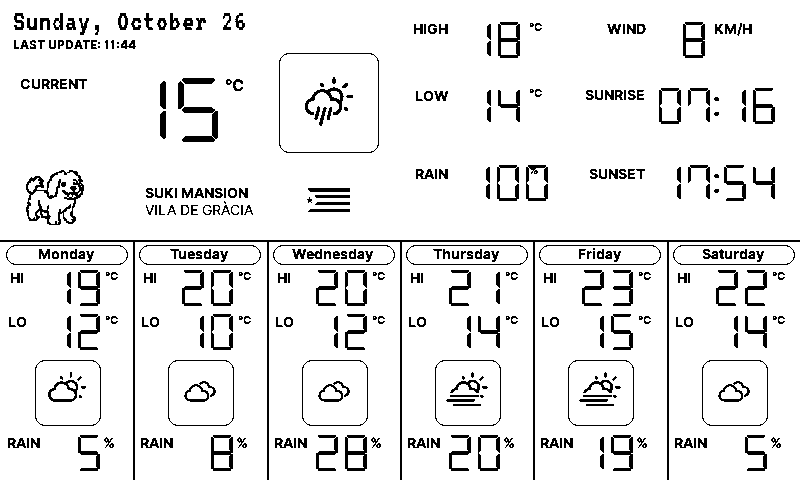 Sunday, October 26
LAST UPDATE: 11:44
CURRENT 15 °C
HIGH 18 °C
WIND 8 KM/H
LOW 14 °C
SUNRISE 07:16
RAIN 100 %
SUNSET 17:54
SUKI MANSION
VILA DE GRÀCIA
Monday
HI 19 °C
LO 12 °C
RAIN 5 %
Tuesday
HI 20 °C
LO 10 °C
RAIN 8 %
Wednesday
HI 20 °C
LO 12 °C
RAIN 28 %
Thursday
HI 21 °C
LO 14 °C
RAIN 20 %
Friday
HI 23 °C
LO 15 °C
RAIN 19 %
Saturday
HI 22 °C
LO 14 °C
RAIN 5 %